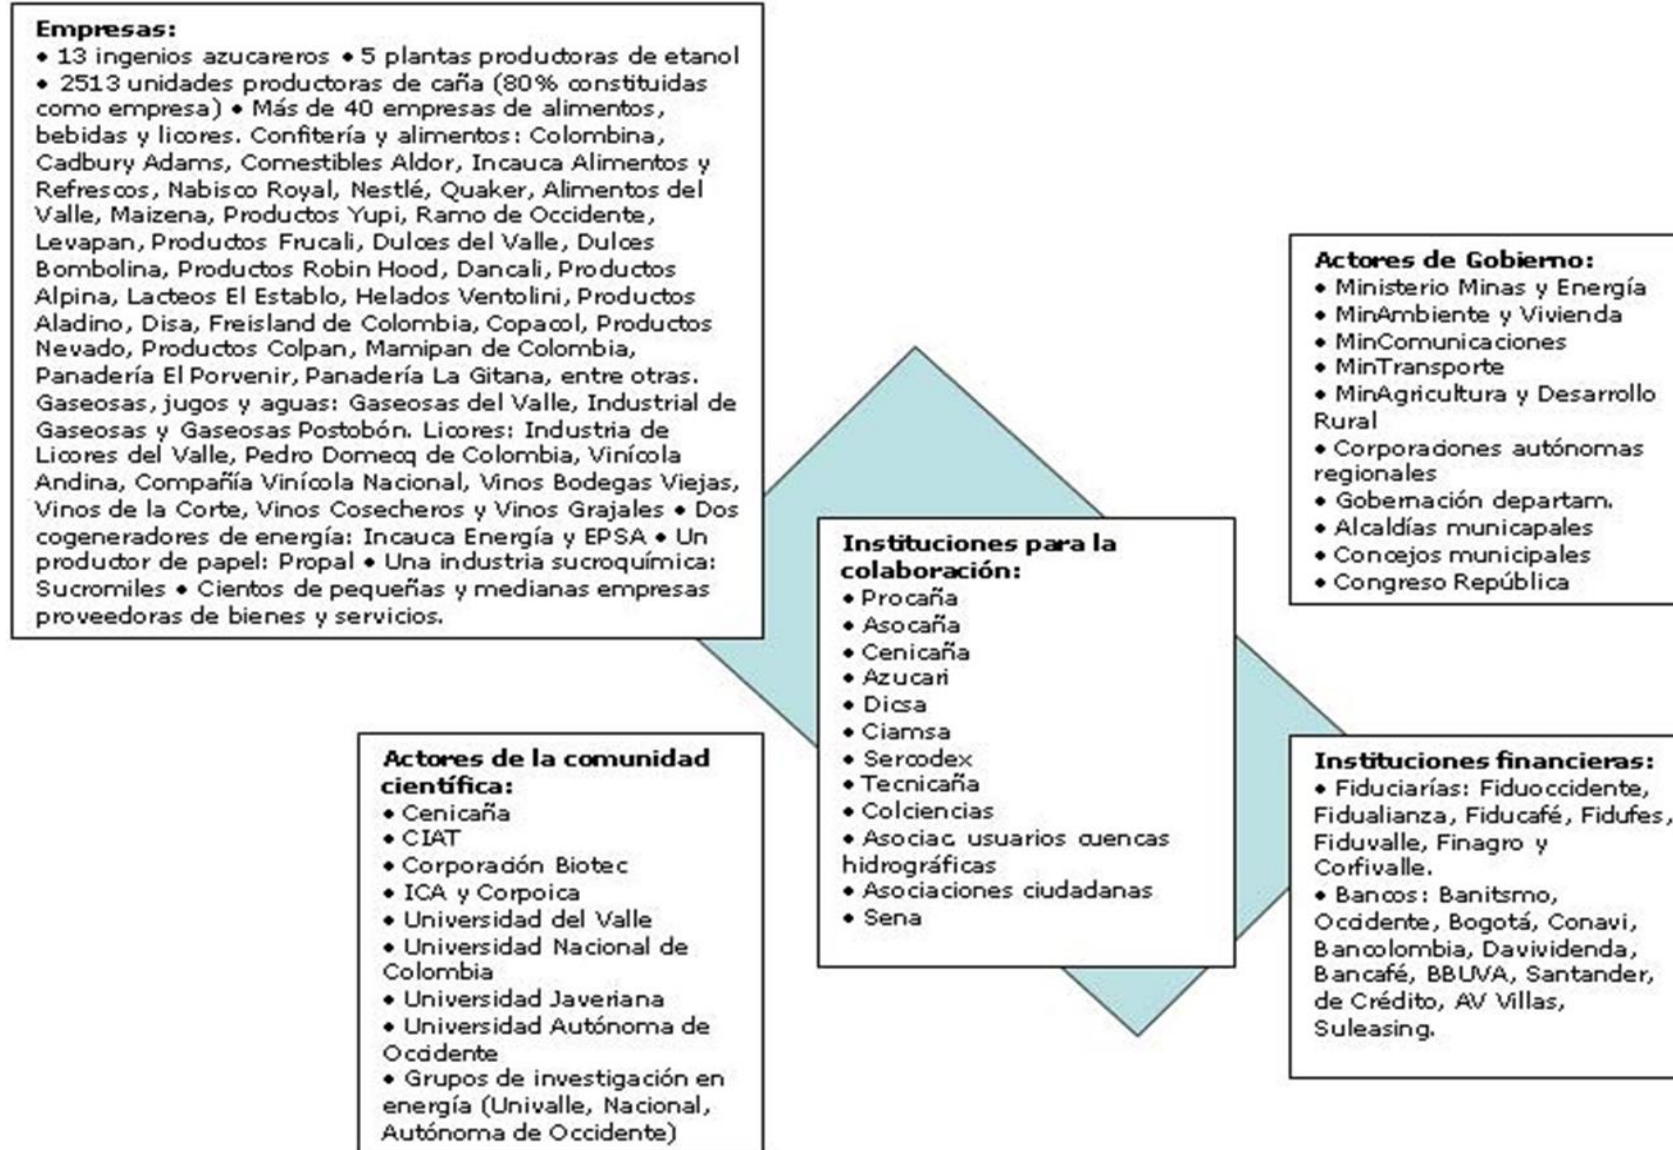 Empresas:
• 13 ingenios azucareros • 5 plantas productoras de etanol
• 2513 unidades productoras de caña (80% constituidas
como empresa) • Más de 40 empresas de alimentos,
bebidas y licores. Confitería y alimentos: Colombina,
Cadbury Adams, Comestibles Aldor, Incauca Alimentos y
Refrescos, Nabisco Royal, Nestlé, Quaker, Alimentos del
Valle, Maizena, Productos Yupi, Ramo de Occidente,
Levapan, Productos Frucali, Dulces del Valle, Dulces
Bombolina, Productos Robin Hood, Dancali, Productos
Alpina, Lacteos El Establo, Helados Ventolini, Productos
Aladino, Disa, Freisland de Colombia, Copacol, Productos
Nevado, Productos Colpan, Mamipan de Colombia,
Panadería El Porvenir, Panadería La Gitana, entre otras.
Gaseosas, jugos y aguas: Gaseosas del Valle, Industrial de
Gaseosas y Gaseosas Postobón. Licores: Industria de
Licores del Valle, Pedro Domecq de Colombia, Vinícola
Andina, Compañía Vinícola Nacional, Vinos Bodegas Viejas,
Vinos de la Corte, Vinos Cosecheros y Vinos Grajales • Dos
cogeneradores de energía: Incauca Energía y EPSA • Un
productor de papel: Propal • Una industria sucroquímica:
Sucromiles • Cientos de pequeñas y medianas empresas
proveedoras de bienes y servicios.
Actores de Gobierno:
• Ministerio Minas y Energía
• MinAmbiente y Vivienda
• MinComunicaciones
• MinTransporte
• MinAgricultura y Desarrollo
Rural
• Corporaciones autónomas
regionales
• Gobernación departam.
• Alcaldías municapales
• Concejos municipales
• Congreso República
Instituciones para la
colaboración:
• Procaña
• Asocaña
• Cenicaña
• Azucari
• Dicsa
• Ciamsa
• Sercodex
• Tecnicaña
• Colciencias
• Asociac. usuarios cuencas
hidrográficas
• Asociaciones ciudadanas
• Sena
Actores de la comunidad
científica:
• Cenicaña
• CIAT
• Corporación Biotec
• ICA y Corpoica
• Universidad del Valle
• Universidad Nacional de
Colombia
• Universidad Javeriana
• Universidad Autónoma de
Occidente
• Grupos de investigación en
energía (Univalle, Nacional,
Autónoma de Occidente)
Instituciones financieras:
• Fiduciarías: Fiduoccidente,
Fidualianza, Fiducafé, Fidufes,
Fiduvalle, Finagro y
Corfivalle.
• Bancos: Banitsmo,
Occidente, Bogotá, Conavi,
Bancolombia, Davividenda,
Bancafé, BBUVA, Santander,
de Crédito, AV Villas,
Suleasing.